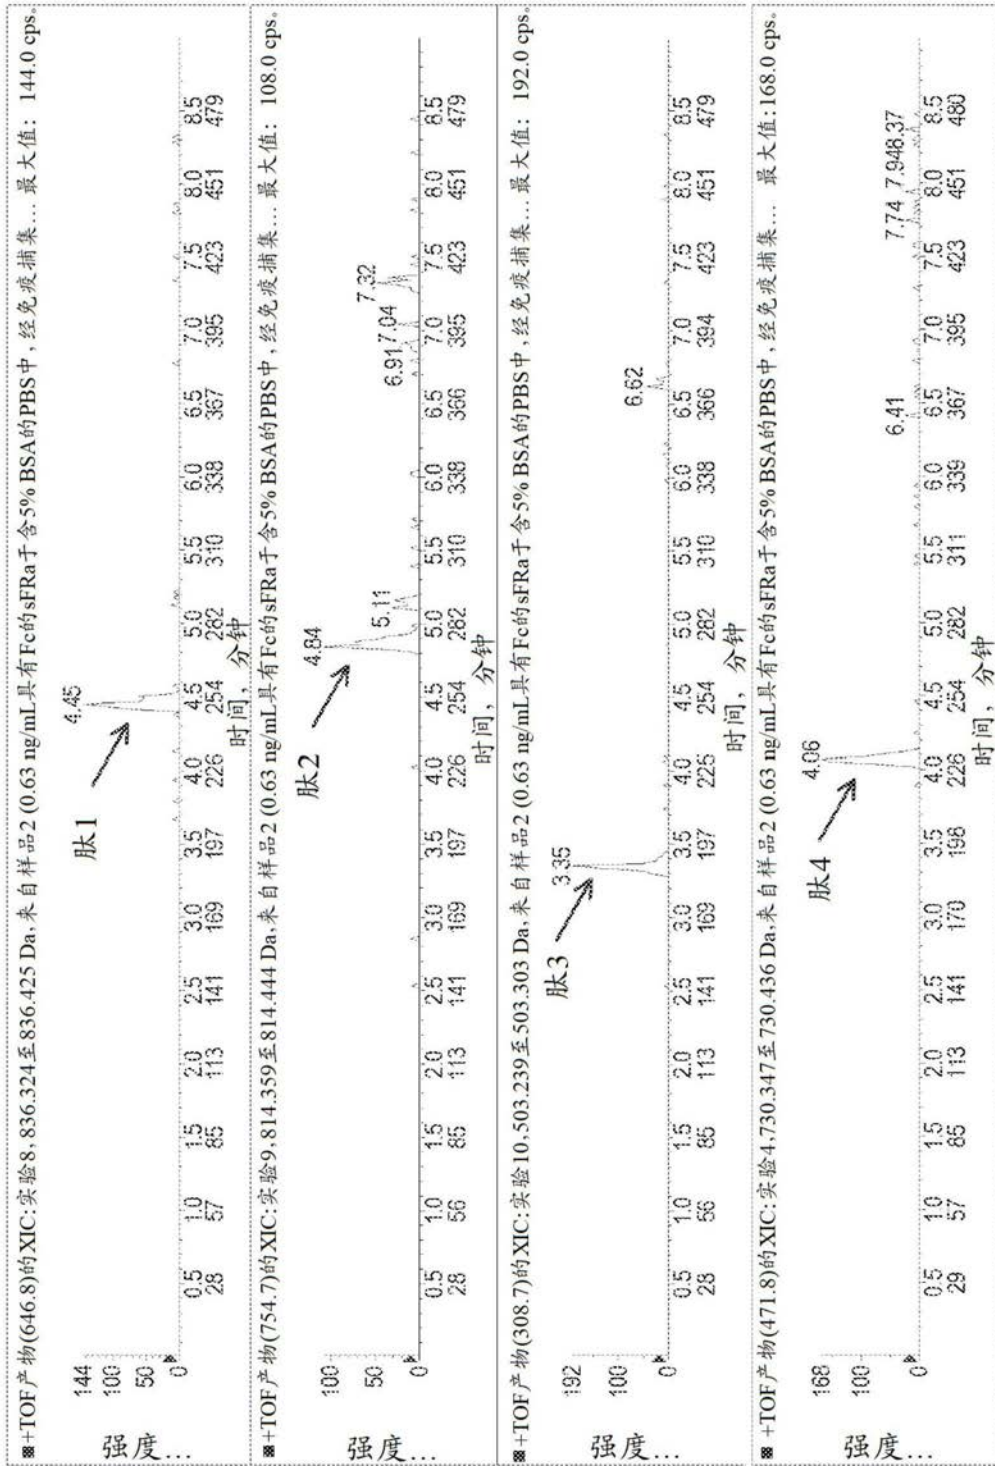 +TOF产物(646.8)的XIC:实验8,836.324至836.425 Da,来自样品2 (0.63 ng/mL具有Fc的sFRa于含5% BSA的PBS中,经免疫捕集... 最大值: 144.0 cps。
144
100
50
0
强度...
肽1
4.45
0.5 1.0 1.5 2.0 2.5 3.0 3.5 4.0 4.5 5.0 5.5 6.0 6.5 7.0 7.5 8.0 8.5
28 57 85 113 141 169 197 226 254 282 310 338 367 395 423 451 479
时间, 分钟
+TOF产物(754.7)的XIC:实验9,814.359至814.444 Da,来自样品2 (0.63 ng/mL具有Fc的sFRa于含5% BSA的PBS中,经免疫捕集... 最大值: 108.0 cps。
100
50
0
强度...
肽2
4.84
5.11
6.91
7.04
7.32
0.5 1.0 1.5 2.0 2.5 3.0 3.5 4.0 4.5 5.0 5.5 6.0 6.5 7.0 7.5 8.0 8.5
28 56 85 113 141 169 197 226 254 282 310 338 366 395 423 451 479
时间, 分钟
+TOF产物(308.7)的XIC:实验10,503.239至503.303 Da,来自样品2 (0.63 ng/mL具有Fc的sFRa于含5% BSA的PBS中,经免疫捕集... 最大值: 192.0 cps。
192
100
0
强度...
肽3
3.35
6.62
0.5 1.0 1.5 2.0 2.5 3.0 3.5 4.0 4.5 5.0 5.5 6.0 6.5 7.0 7.5 8.0 8.5
28 56 85 113 141 169 197 225 254 282 310 338 366 394 423 451 479
时间, 分钟
+TOF产物(471.8)的XIC:实验4,730.347至730.436 Da,来自样品2 (0.63 ng/mL具有Fc的sFRa于含5% BSA的PBS中,经免疫捕集... 最大值:168.0 cps。
168
100
0
强度...
肽4
4.06
6.41
7.74
7.94
8.37
0.5 1.0 1.5 2.0 2.5 3.0 3.5 4.0 4.5 5.0 5.5 6.0 6.5 7.0 7.5 8.0 8.5
29 57 85 113 141 170 198 226 254 282 311 339 367 395 423 451 480
时间, 分钟